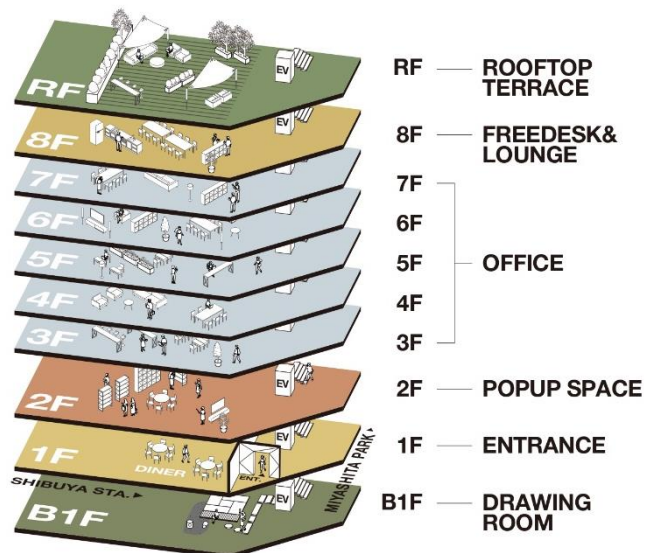 RF
EV
RF — ROOFTOP
TERRACE
8F
EV
8F — FREEDESK&
LOUNGE
7F
7F
6F
6F
5F
5F
OFFICE
4F
4F
3F
3F
2F
EV
2F — POPUP SPACE
1F
DINER
ENT.
EV
MIYASHITA PARK▸
1F — ENTRANCE
SHIBUYA STA.▸
B1F
EV
B1F — DRAWING
ROOM